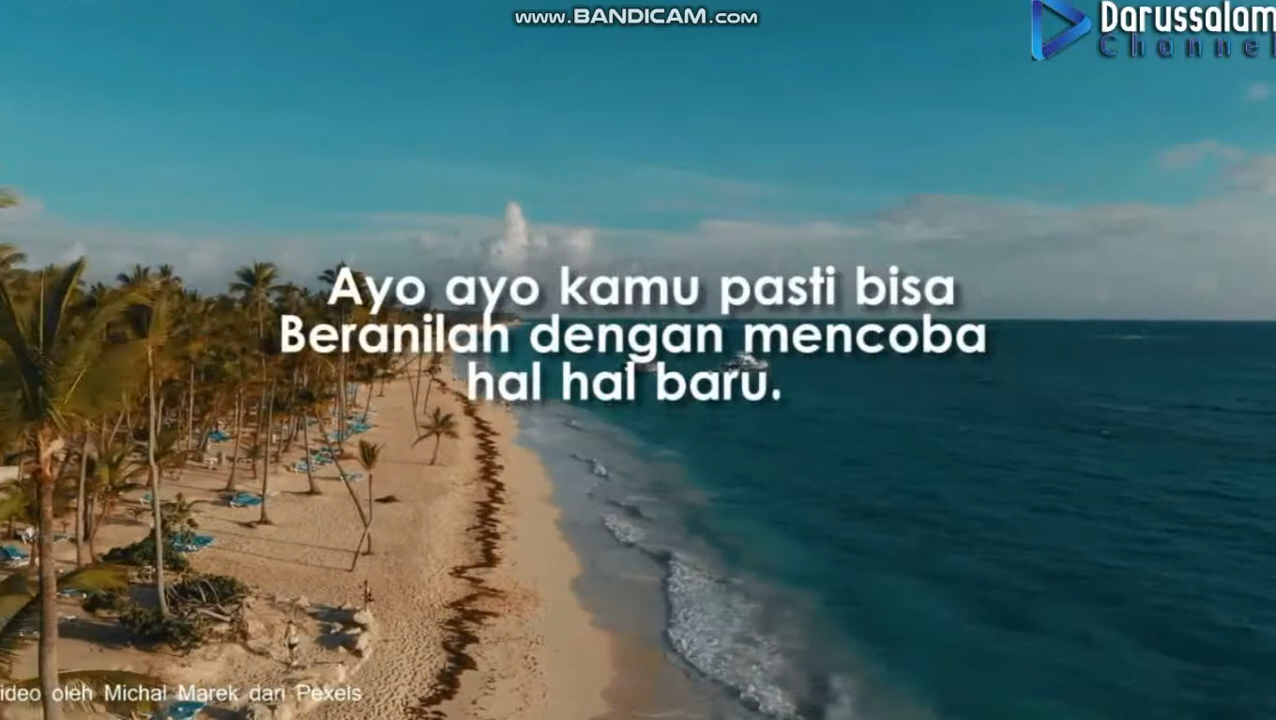 www.BANDICAM.com
Darussalam
Channel
Ayo ayo kamu pasti bisa
Beranilah dengan mencoba
hal hal baru.
ideo oleh Michal Marek dari Pexels